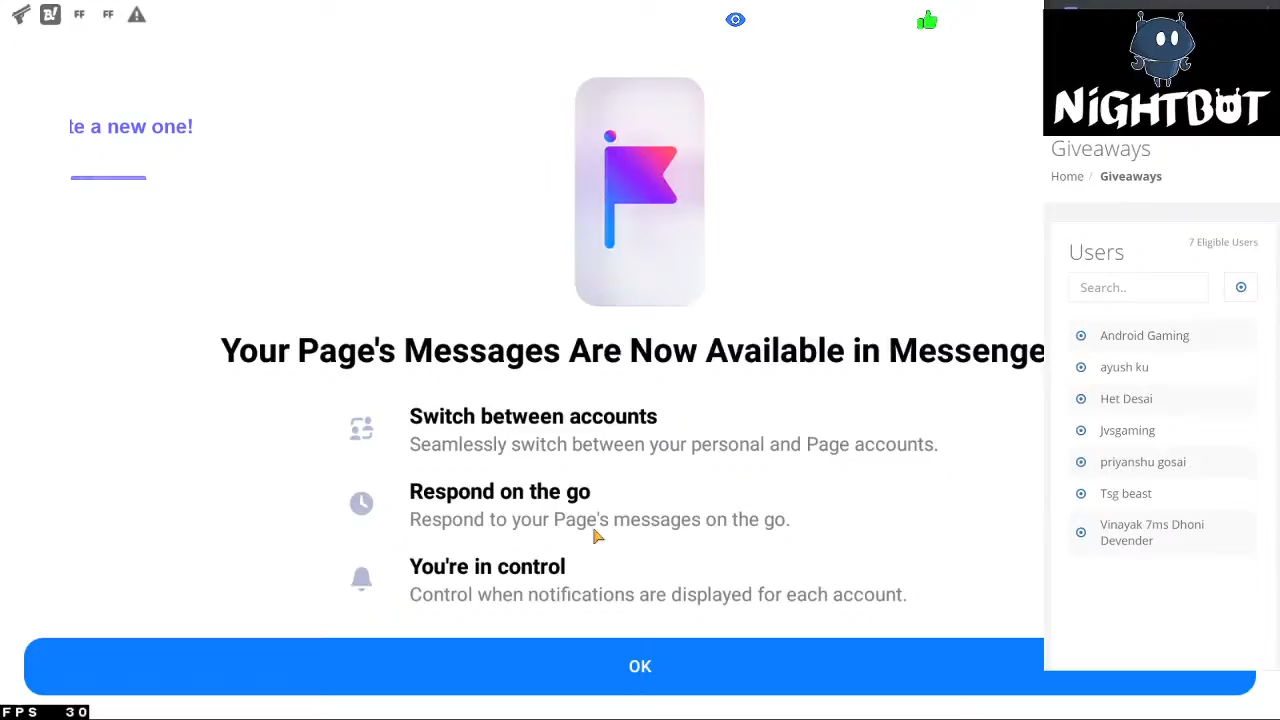 FF FF
te a new one!
Your Page's Messages Are Now Available in Messenge
Switch between accounts
Seamlessly switch between your personal and Page accounts.
Respond on the go
Respond to your Page's messages on the go.
You're in control
Control when notifications are displayed for each account.
OK
FPS 30
NiGHTBOT
Giveaways
Home / Giveaways
Users
7 Eligible Users
Search..
Android Gaming
ayush ku
Het Desai
Jvsgaming
priyanshu gosai
Tsg beast
Vinayak 7ms Dhoni
Devender